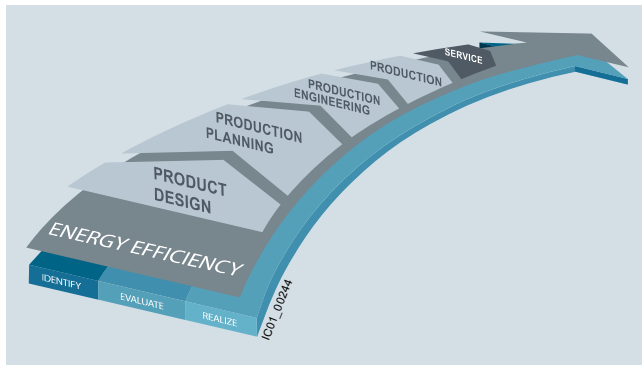 SERVICE
PRODUCTION
PRODUCTION
ENGINEERING
PRODUCTION
PLANNING
PRODUCT
DESIGN
ENERGY EFFICIENCY
IDENTIFY
EVALUATE
REALIZE
IC01_00244